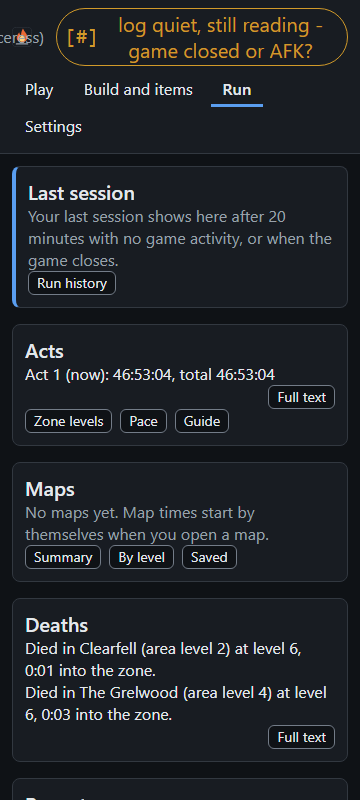 [#] log quiet, still reading -
game closed or AFK?
Play Build and items Run
Settings
Last session
Your last session shows here after 20
minutes with no game activity, or when the
game closes.
Run history
Acts
Act 1 (now): 46:53:04, total 46:53:04
Full text
Zone levels Pace Guide
Maps
No maps yet. Map times start by
themselves when you open a map.
Summary By level Saved
Deaths
Died in Clearfell (area level 2) at level 6,
0:01 into the zone.
Died in The Grelwood (area level 4) at level
6, 0:03 into the zone.
Full text